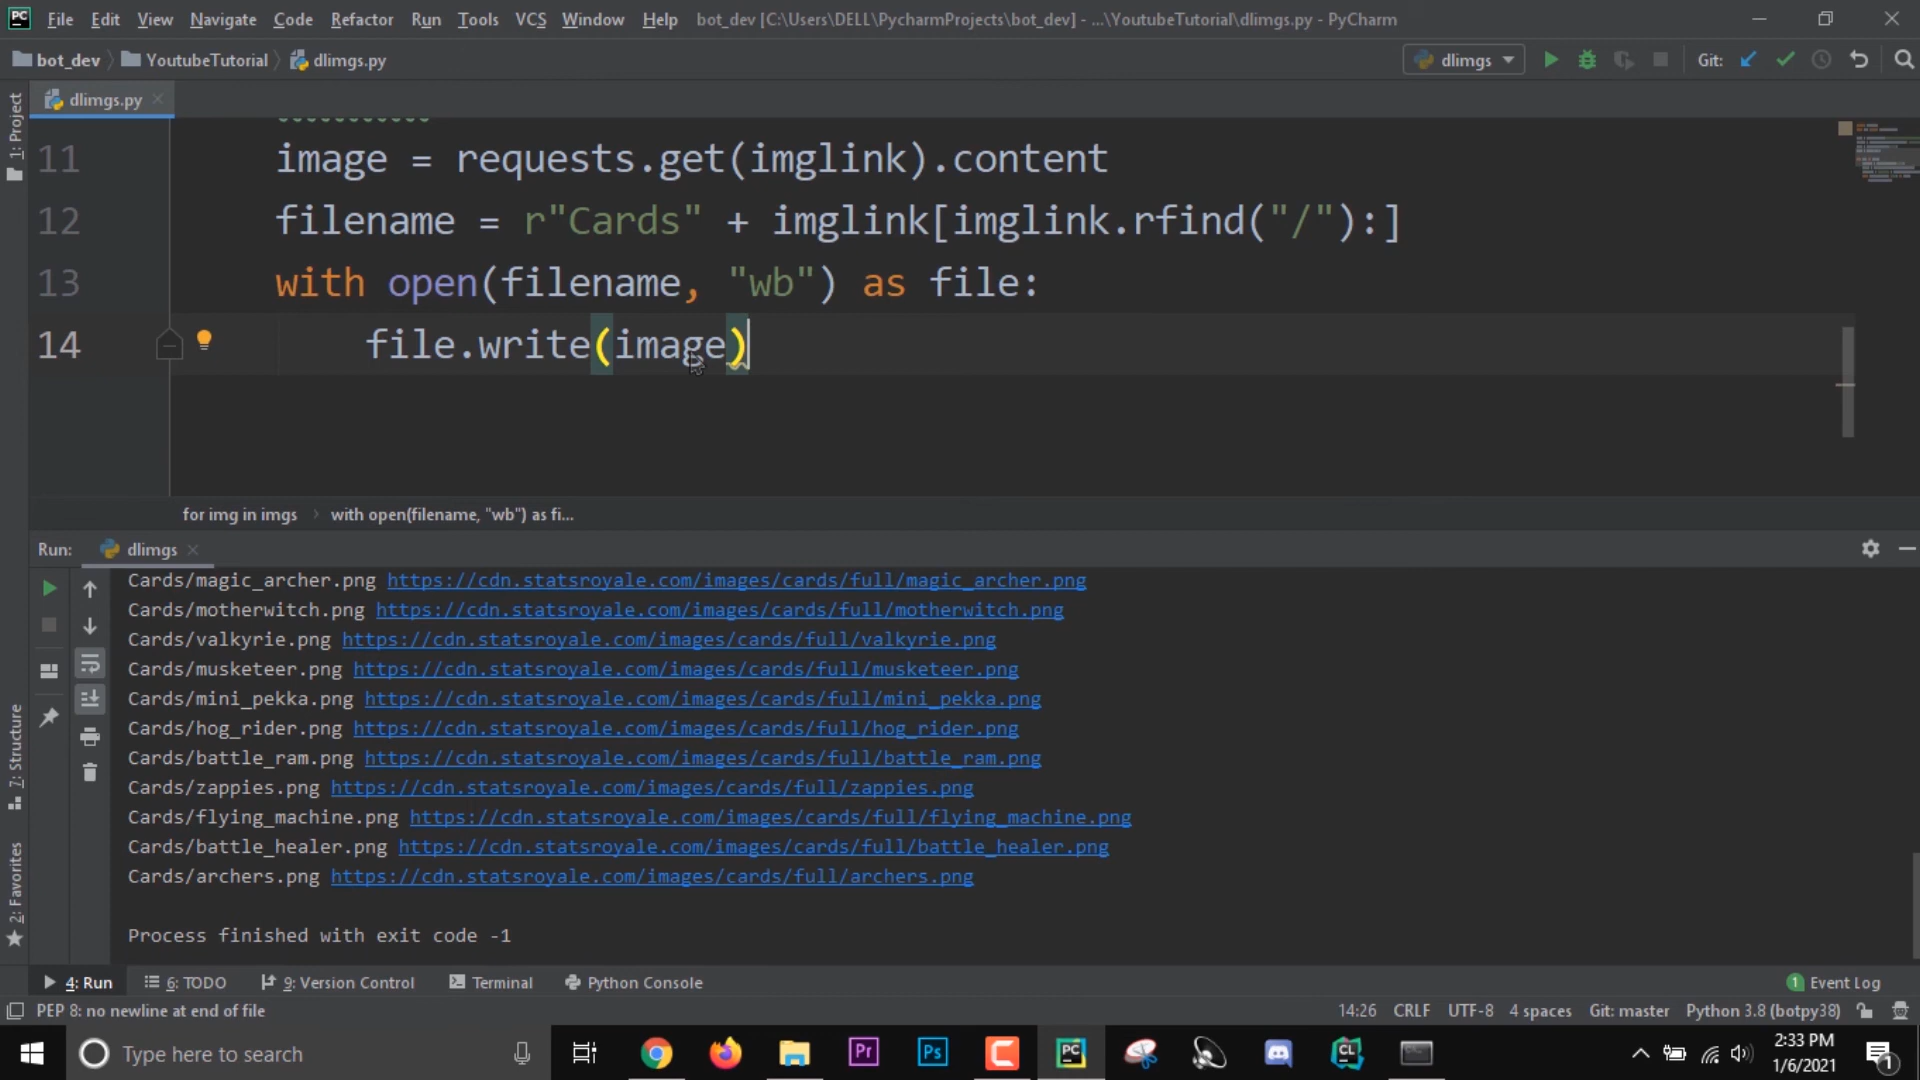 PC File Edit View Navigate Code Refactor Run Tools VCS Window Help bot_dev [C:\Users\DELL\PycharmProjects\bot_dev] - ...\YoutubeTutorial\dlimgs.py - PyCharm
bot_dev YoutubeTutorial dlimgs.py dlimgs Git:
dlimgs.py
1: Project
11 image = requests.get(imglink).content
12 filename = r"Cards" + imglink[imglink.rfind("/"):]
13 with open(filename, "wb") as file:
14 file.write(image)
for img in imgs › with open(filename, "wb") as fi...
Run: dlimgs
Cards/magic_archer.png https://cdn.statsroyale.com/images/cards/full/magic_archer.png
Cards/motherwitch.png https://cdn.statsroyale.com/images/cards/full/motherwitch.png
Cards/valkyrie.png https://cdn.statsroyale.com/images/cards/full/valkyrie.png
Cards/musketeer.png https://cdn.statsroyale.com/images/cards/full/musketeer.png
Cards/mini_pekka.png https://cdn.statsroyale.com/images/cards/full/mini_pekka.png
Cards/hog_rider.png https://cdn.statsroyale.com/images/cards/full/hog_rider.png
Cards/battle_ram.png https://cdn.statsroyale.com/images/cards/full/battle_ram.png
Cards/zappies.png https://cdn.statsroyale.com/images/cards/full/zappies.png
Cards/flying_machine.png https://cdn.statsroyale.com/images/cards/full/flying_machine.png
Cards/battle_healer.png https://cdn.statsroyale.com/images/cards/full/battle_healer.png
Cards/archers.png https://cdn.statsroyale.com/images/cards/full/archers.png
Process finished with exit code -1
7: Structure
2: Favorites
4: Run 6: TODO 9: Version Control Terminal Python Console 1 Event Log
PEP 8: no newline at end of file 14:26 CRLF UTF-8 4 spaces Git: master Python 3.8 (botpy38)
Type here to search Pr Ps PC CL 2:33 PM
1/6/2021 1